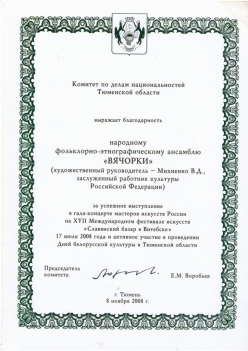 Комитет по делам национальностей
Тюменской области
выражает благодарность
народному
фольклорно-этнографическому ансамблю
«ВЯЧОРКИ»
(художественный руководитель – Михненко В.Д.,
заслуженный работник культуры
Российской Федерации)
за успешное выступление
в гала-концерте мастеров искусств России
на XVII Международном фестивале искусств
«Славянский базар в Витебске»
17 июля 2008 года и активное участие в проведении
Дней белорусской культуры в Тюменской области
Председатель
комитета
Е.М. Воробьев
г. Тюмень
8 ноября 2008 г.